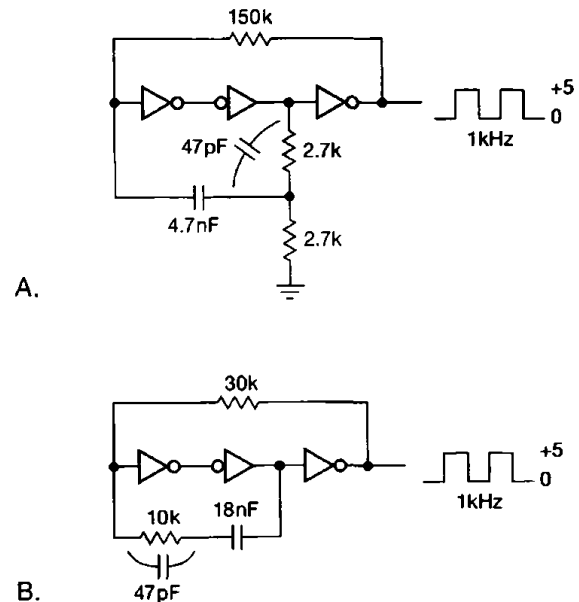 150k
+5
0
1kHz
47pF
2.7k
4.7nF
2.7k
A.
30k
+5
0
1kHz
10k
18nF
47pF
B.